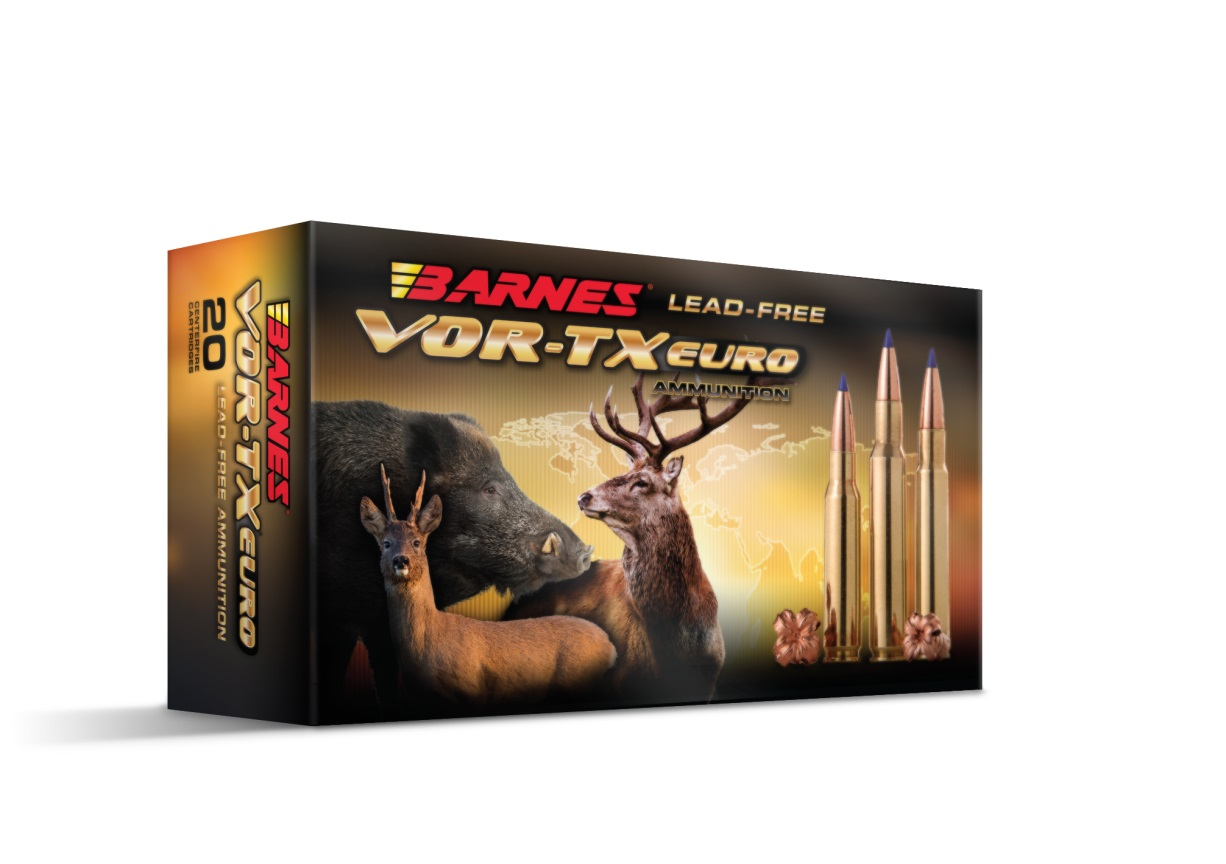 BARNES®
LEAD-FREE
VOR-TX EURO
AMMUNITION
BARNES
VOR-TX EURO
LEAD-FREE AMMUNITION
20
CENTERFIRE
CARTRIDGES